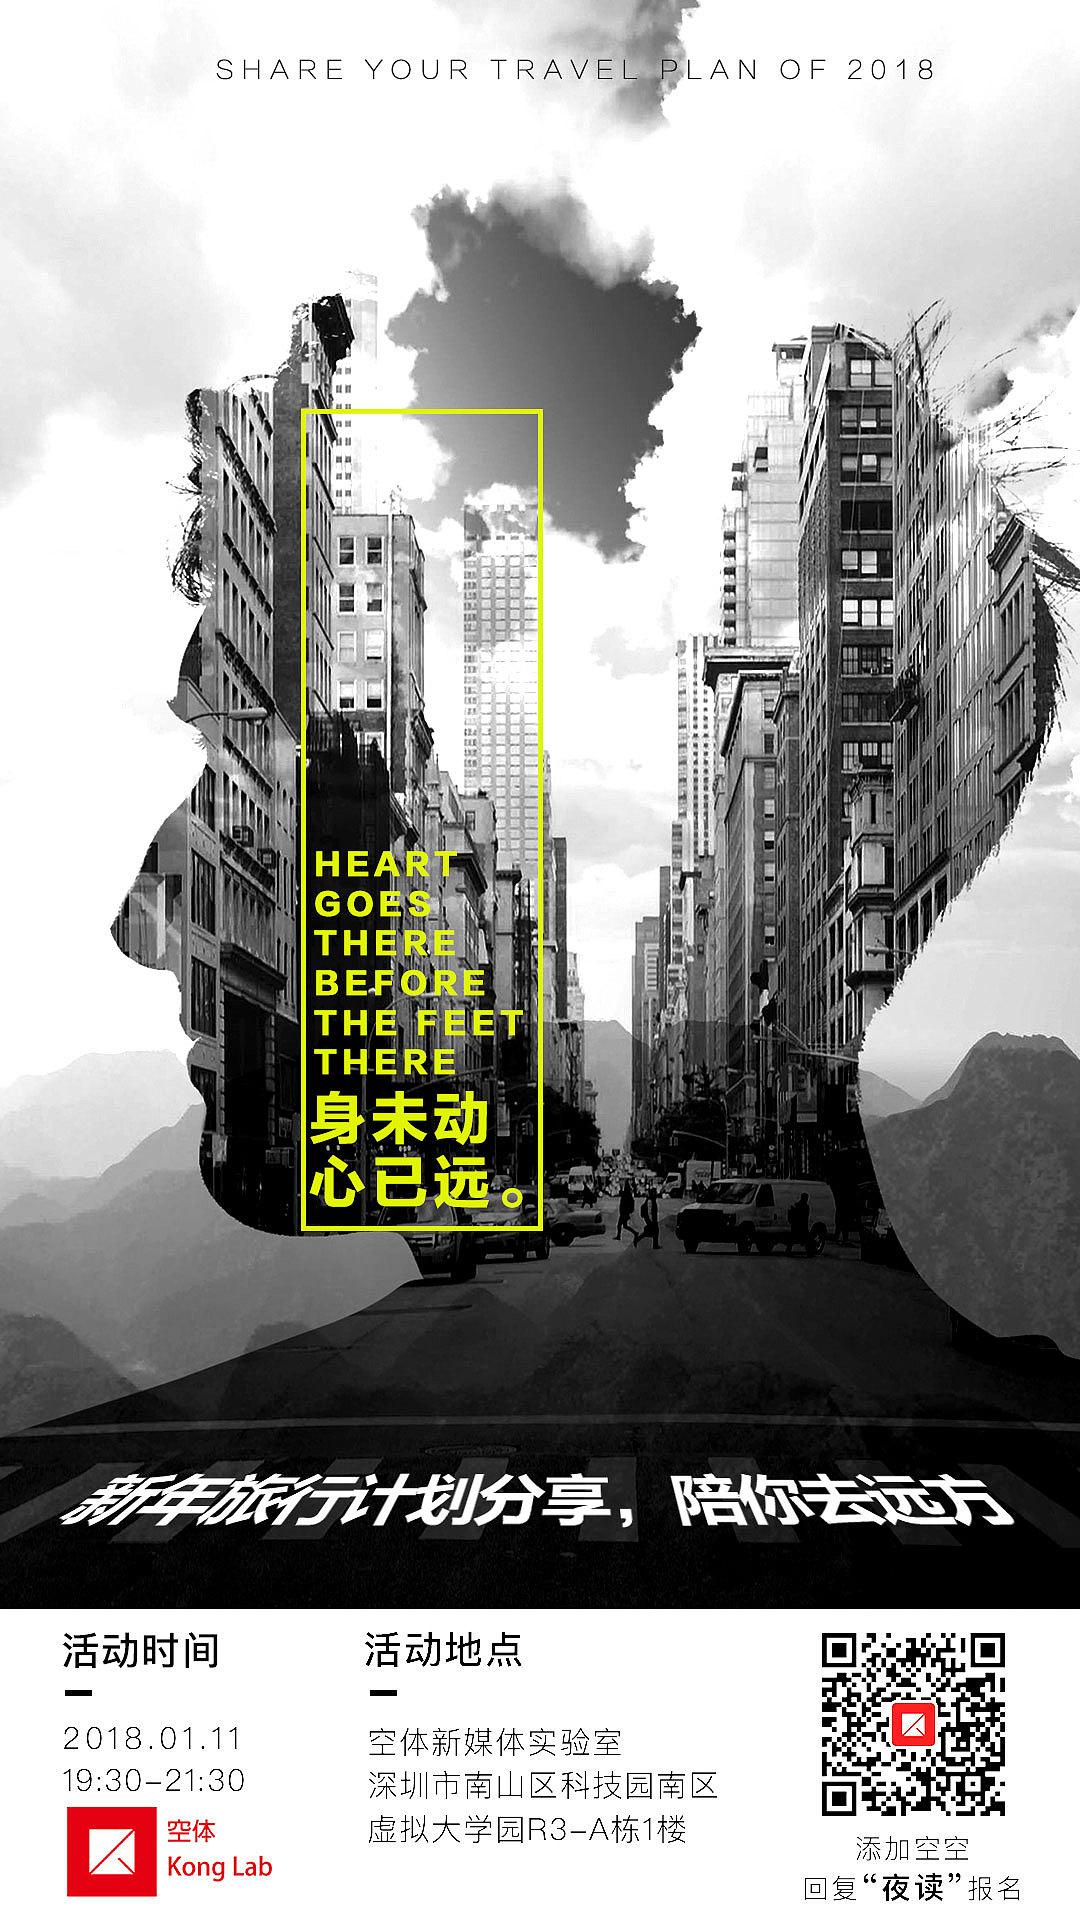 SHARE YOUR TRAVEL PLAN OF 2018
HEART
GOES
THERE
BEFORE
THE FEET
THERE
身未动
心已远。
新年旅行计划分享，陪你去远方
活动时间
2018.01.11
19:30-21:30
空体
Kong Lab
活动地点
空体新媒体实验室
深圳市南山区科技园南区
虚拟大学园R3-A栋1楼
添加空空
回复“夜读”报名